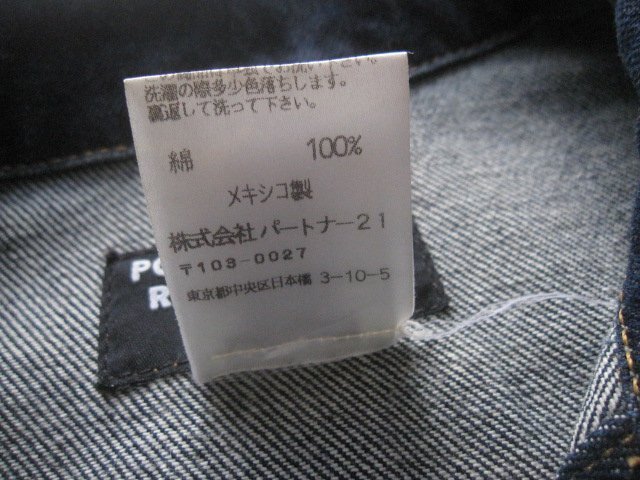 洗濯の際多少色落ちします。
裏返して洗って下さい。
綿 100%
メキシコ製
株式会社パートナー21
〒103-0027
東京都中央区日本橋 3-10-5
PO
R